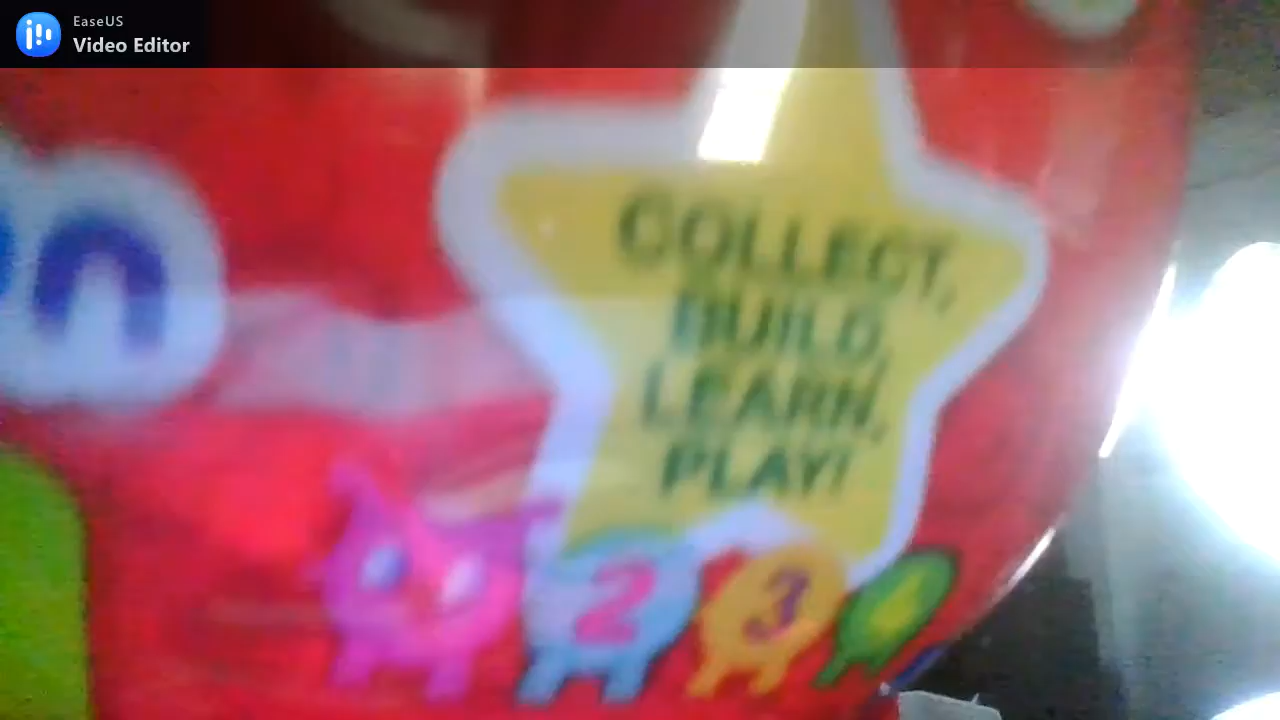 EaseUS
Video Editor
n
COLLECT,
BUILD,
LEARN,
PLAY!
2
3